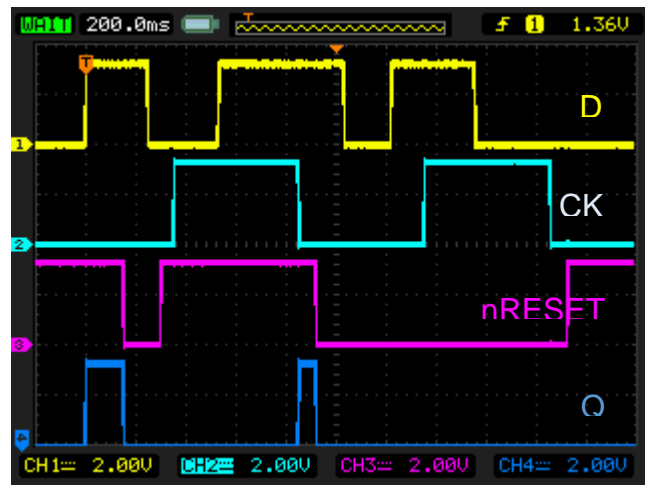 WAIT 200.0ms T 1 1.36V
T
D
1
CK
2
nRESET
3
Q
4
CH1 2.00V CH2 2.00V CH3 2.00V CH4 2.00V